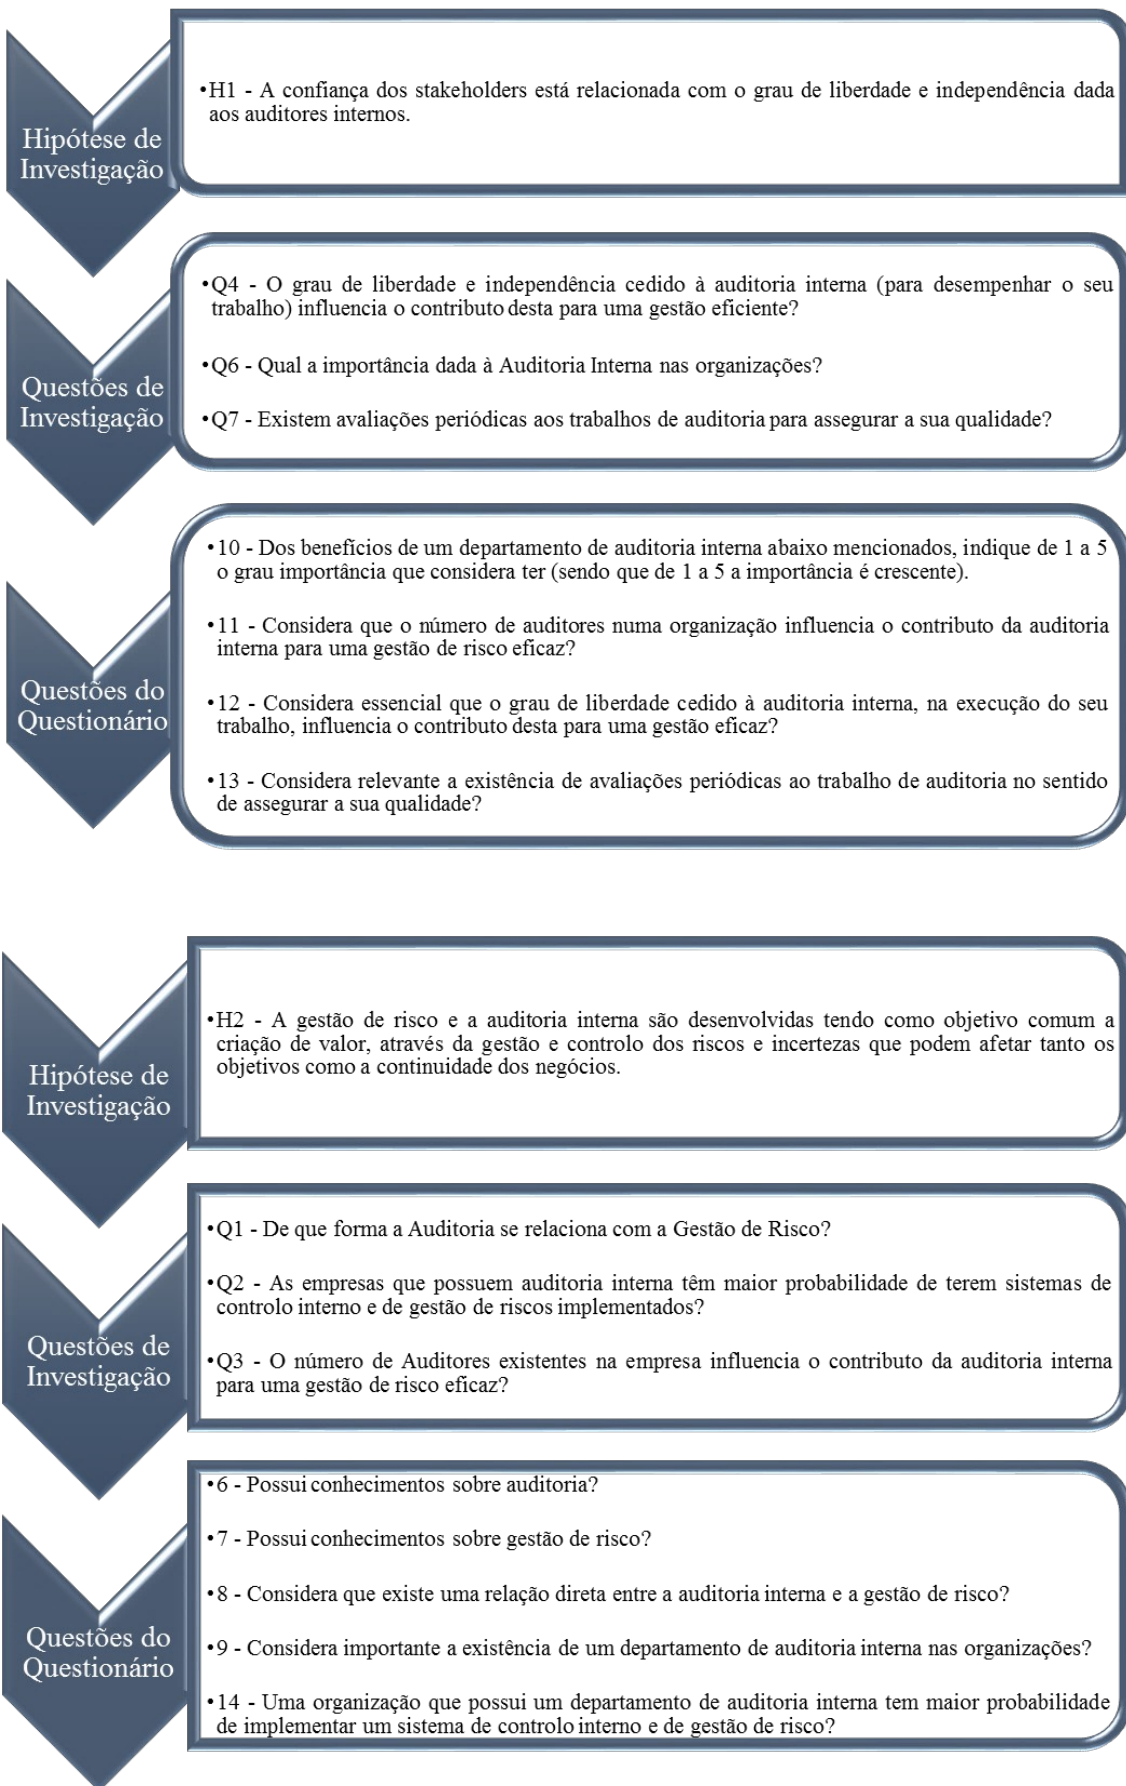 Hipótese de
Investigação
•H1 - A confiança dos stakeholders está relacionada com o grau de liberdade e independência dada
aos auditores internos.
Questões de
Investigação
•Q4 - O grau de liberdade e independência cedido à auditoria interna (para desempenhar o seu
trabalho) influencia o contributo desta para uma gestão eficiente?
•Q6 - Qual a importância dada à Auditoria Interna nas organizações?
•Q7 - Existem avaliações periódicas aos trabalhos de auditoria para assegurar a sua qualidade?
Questões do
Questionário
•10 - Dos benefícios de um departamento de auditoria interna abaixo mencionados, indique de 1 a 5
o grau importância que considera ter (sendo que de 1 a 5 a importância é crescente).
•11 - Considera que o número de auditores numa organização influencia o contributo da auditoria
interna para uma gestão de risco eficaz?
•12 - Considera essencial que o grau de liberdade cedido à auditoria interna, na execução do seu
trabalho, influencia o contributo desta para uma gestão eficaz?
•13 - Considera relevante a existência de avaliações periódicas ao trabalho de auditoria no sentido
de assegurar a sua qualidade?
Hipótese de
Investigação
•H2 - A gestão de risco e a auditoria interna são desenvolvidas tendo como objetivo comum a
criação de valor, através da gestão e controlo dos riscos e incertezas que podem afetar tanto os
objetivos como a continuidade dos negócios.
Questões de
Investigação
•Q1 - De que forma a Auditoria se relaciona com a Gestão de Risco?
•Q2 - As empresas que possuem auditoria interna têm maior probabilidade de terem sistemas de
controlo interno e de gestão de riscos implementados?
•Q3 - O número de Auditores existentes na empresa influencia o contributo da auditoria interna
para uma gestão de risco eficaz?
Questões do
Questionário
•6 - Possui conhecimentos sobre auditoria?
•7 - Possui conhecimentos sobre gestão de risco?
•8 - Considera que existe uma relação direta entre a auditoria interna e a gestão de risco?
•9 - Considera importante a existência de um departamento de auditoria interna nas organizações?
•14 - Uma organização que possui um departamento de auditoria interna tem maior probabilidade
de implementar um sistema de controlo interno e de gestão de risco?